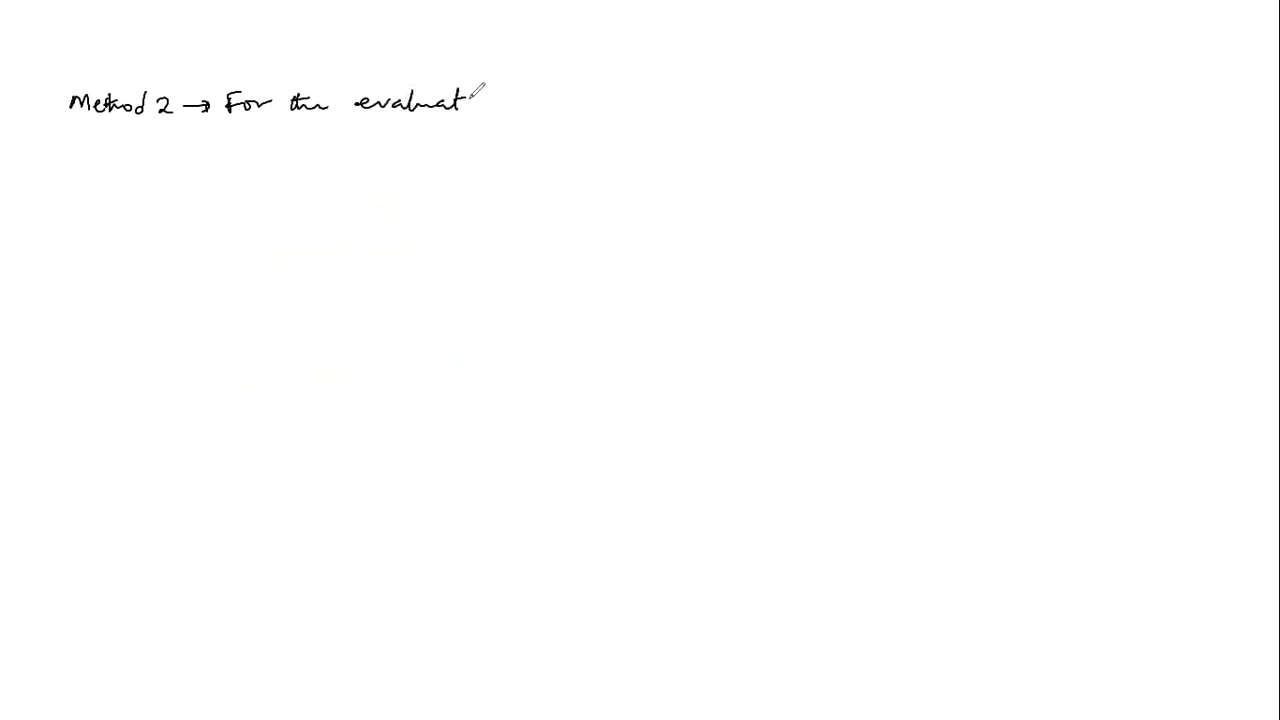 Method 2 → For the evaluat